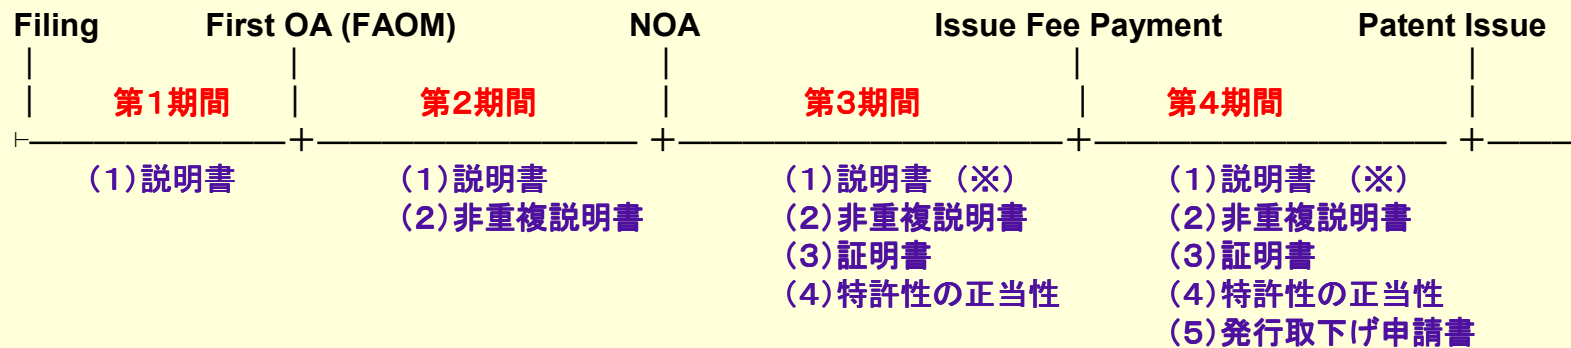 Filing First OA (FAOM) NOA Issue Fee Payment Patent Issue
第1期間 第2期間 第3期間 第4期間
(1)説明書 (1)説明書 (1)説明書 (※) (1)説明書 (※)
(2)非重複説明書 (2)非重複説明書 (2)非重複説明書
(3)証明書 (3)証明書
(4)特許性の正当性 (4)特許性の正当性
(5)発行取下げ申請書